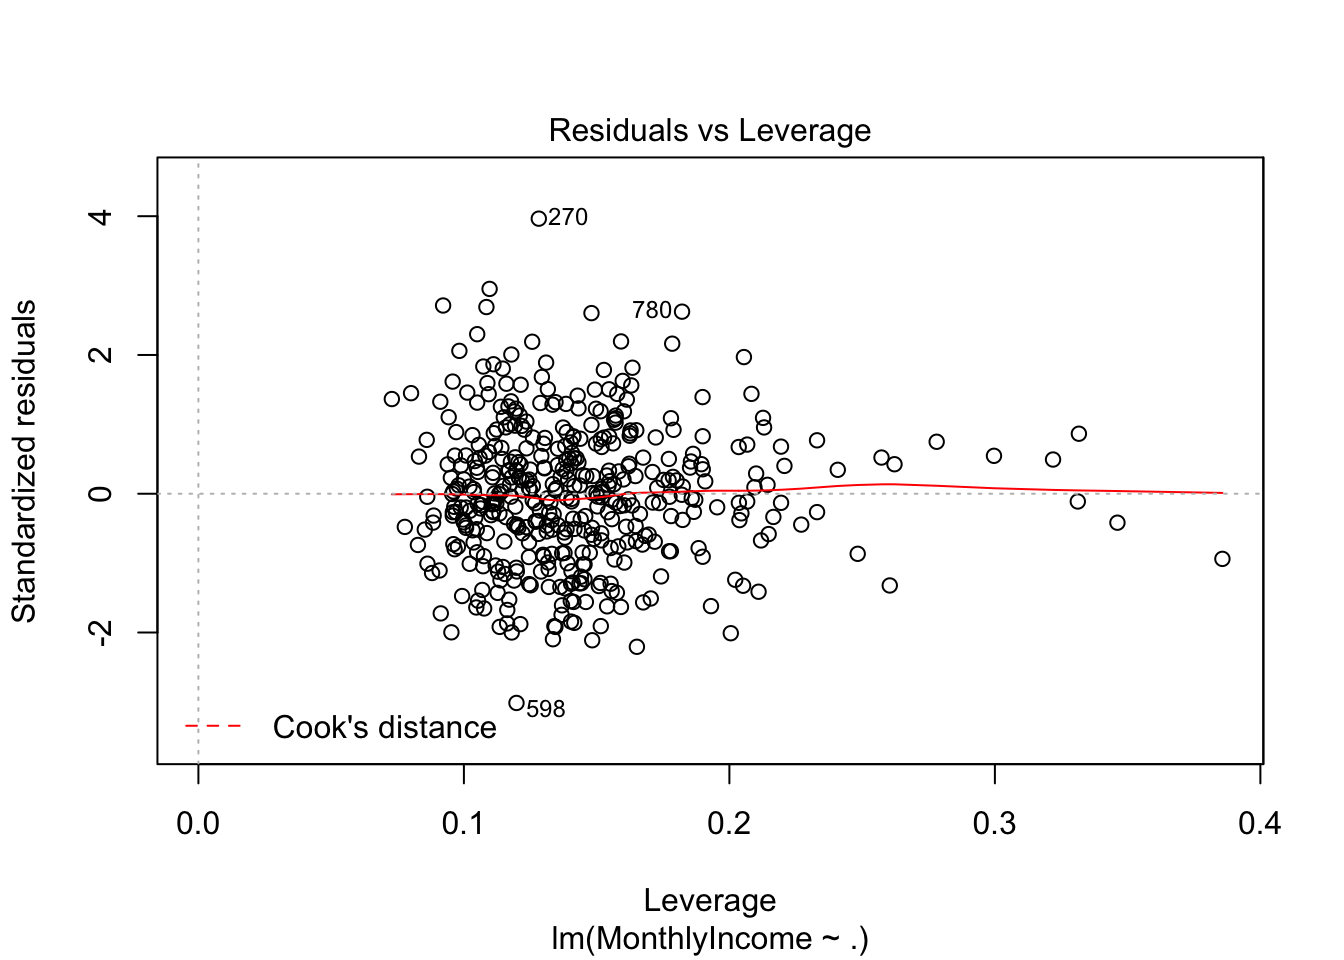 Residuals vs Leverage
Standardized residuals
4
2
0
-2
270
780
598
Cook's distance
0.0 0.1 0.2 0.3 0.4
Leverage
lm(MonthlyIncome ~ .)